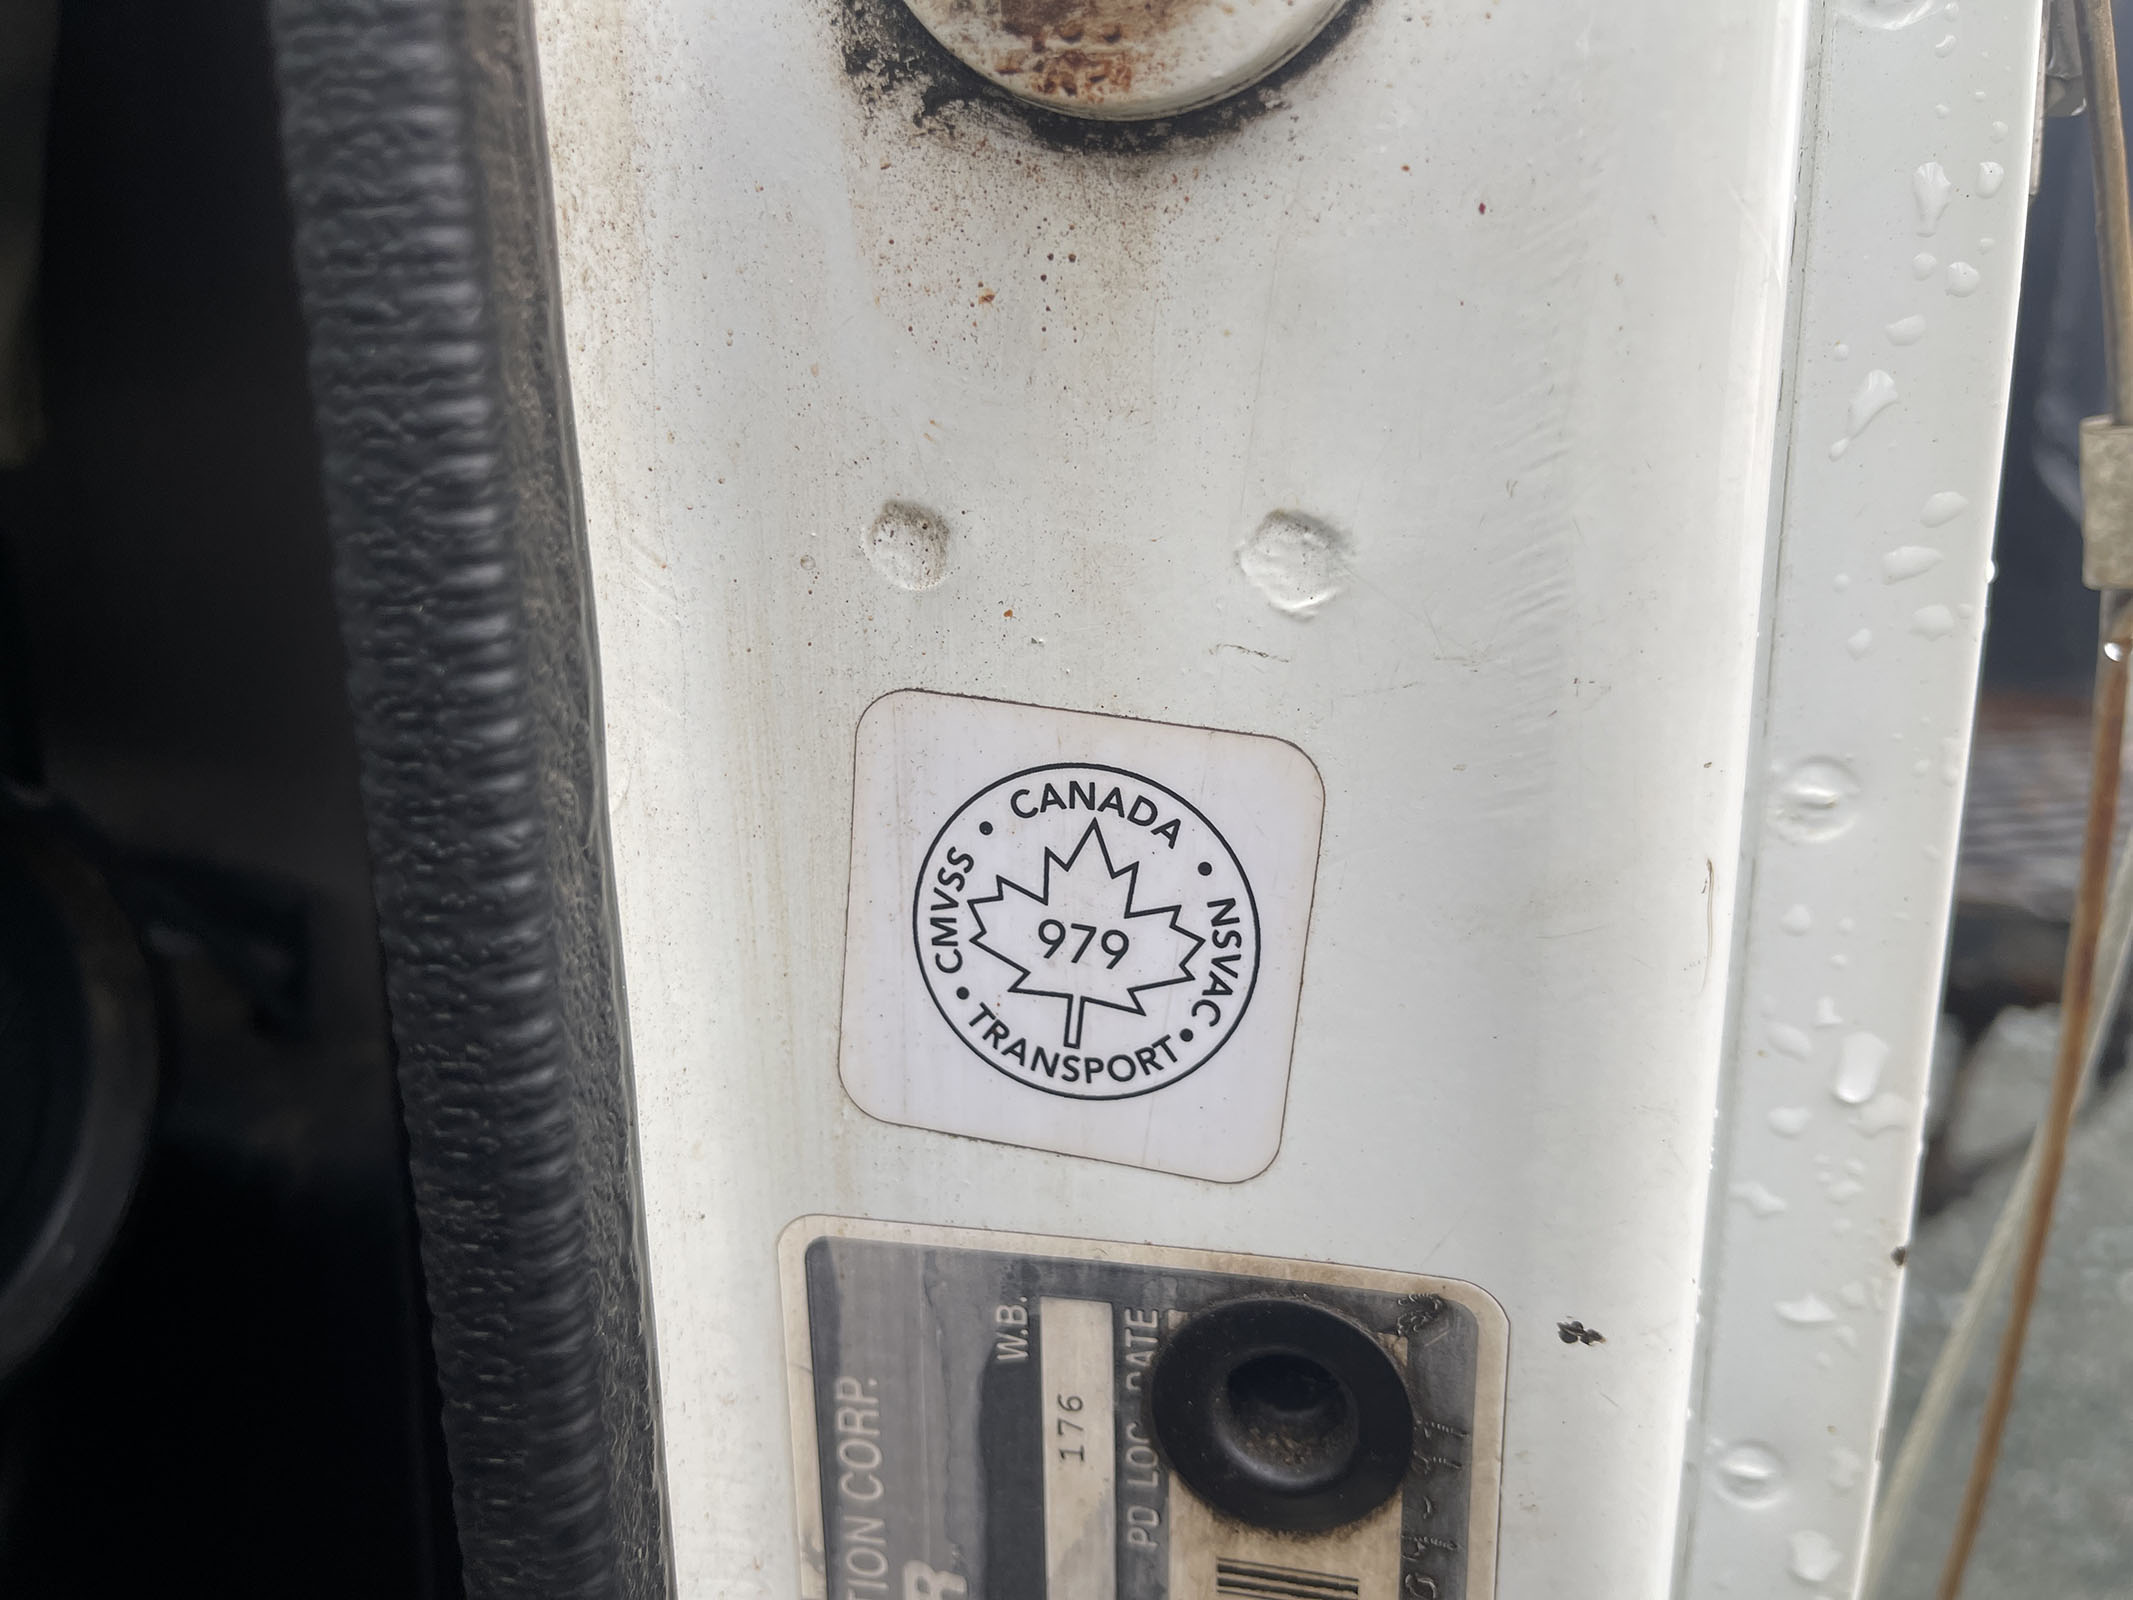 CANADA • NSVAC • TRANSPORT • CMVSS •
979
TION CORP.
W.B.
176
PD LOC DATE